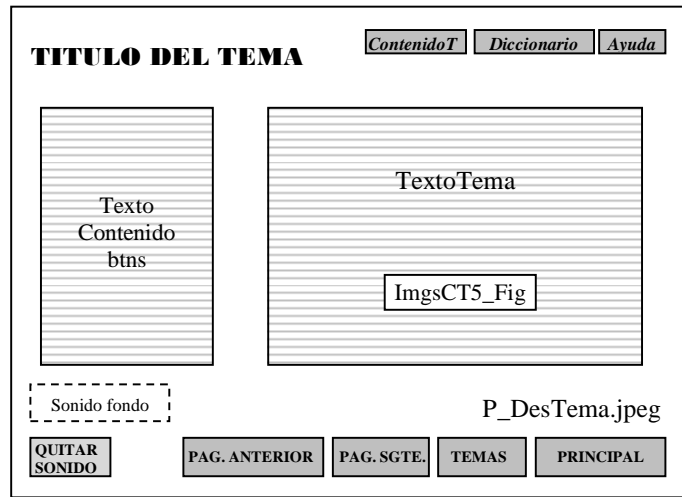 TITULO DEL TEMA
ContenidoT Diccionario Ayuda
Texto
Contenido
btns
TextoTema
ImgsCT5_Fig
Sonido fondo
P_DesTema.jpeg
QUITAR
SONIDO
PAG. ANTERIOR PAG. SGTE. TEMAS PRINCIPAL